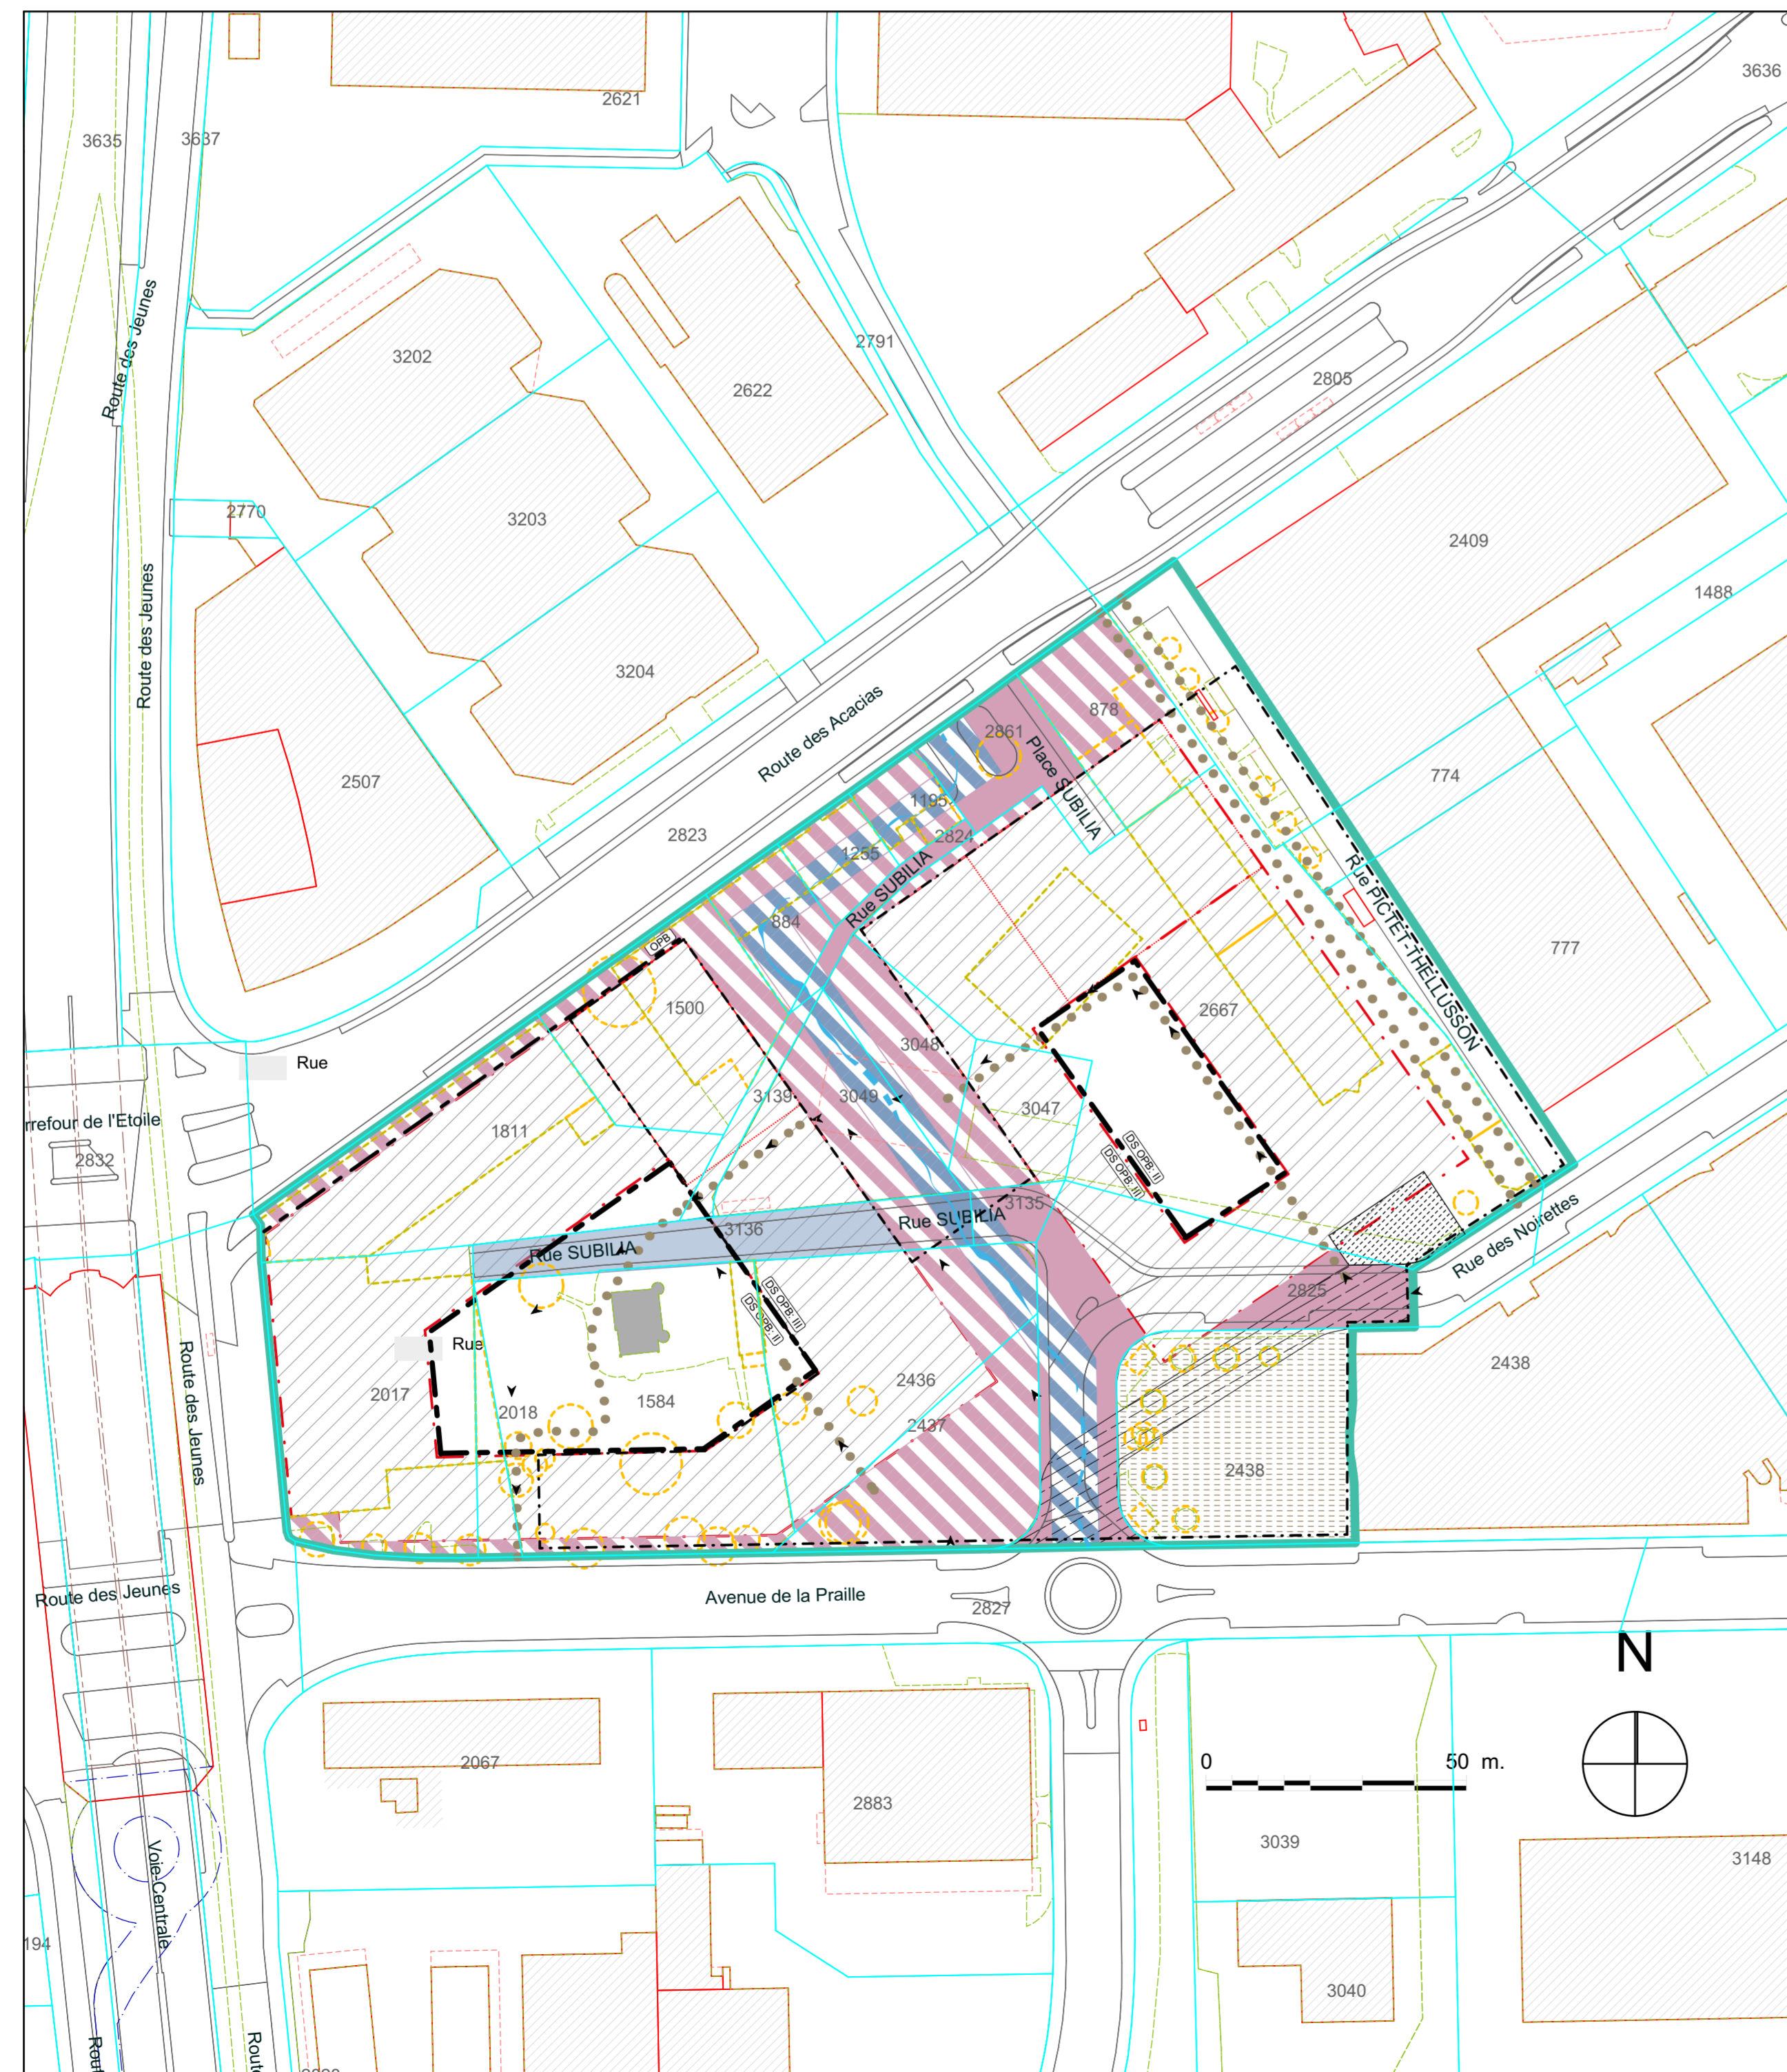 3636
2621
3635
3637
Route des Jeunes
3202
2791
2622
2805
2770
3203
2409
Route des Jeunes
1488
3204
Route des Acacias
878
2861
Place SUBILIA
774
2507
1195
2823
2824
1255
Rue SUBILIA
Rue PICTET-THELLUSSON
884
OPB
777
1500
2667
3048
Rue
3139
3049
3047
rrefour de l'Etoile
1811
2832
DS OPB: II
DS OPB: III
3135
3136
Rue SUBILIA
Rue SUBILIA
Rue des Noirettes
2825
DS OPB: III
DS OPB: II
Rue
2438
2436
2017
Route des Jeunes
1584
2018
2437
2438
Route des Jeunes
Avenue de la Praille
2827
N
0
50 m.
2067
2883
3039
3148
Voie-Centrale
194
3040
Rout
Route